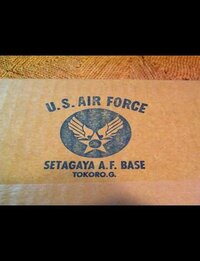 U.S. AIR FORCE
SETAGAYA A.F. BASE
TOKORO.G.